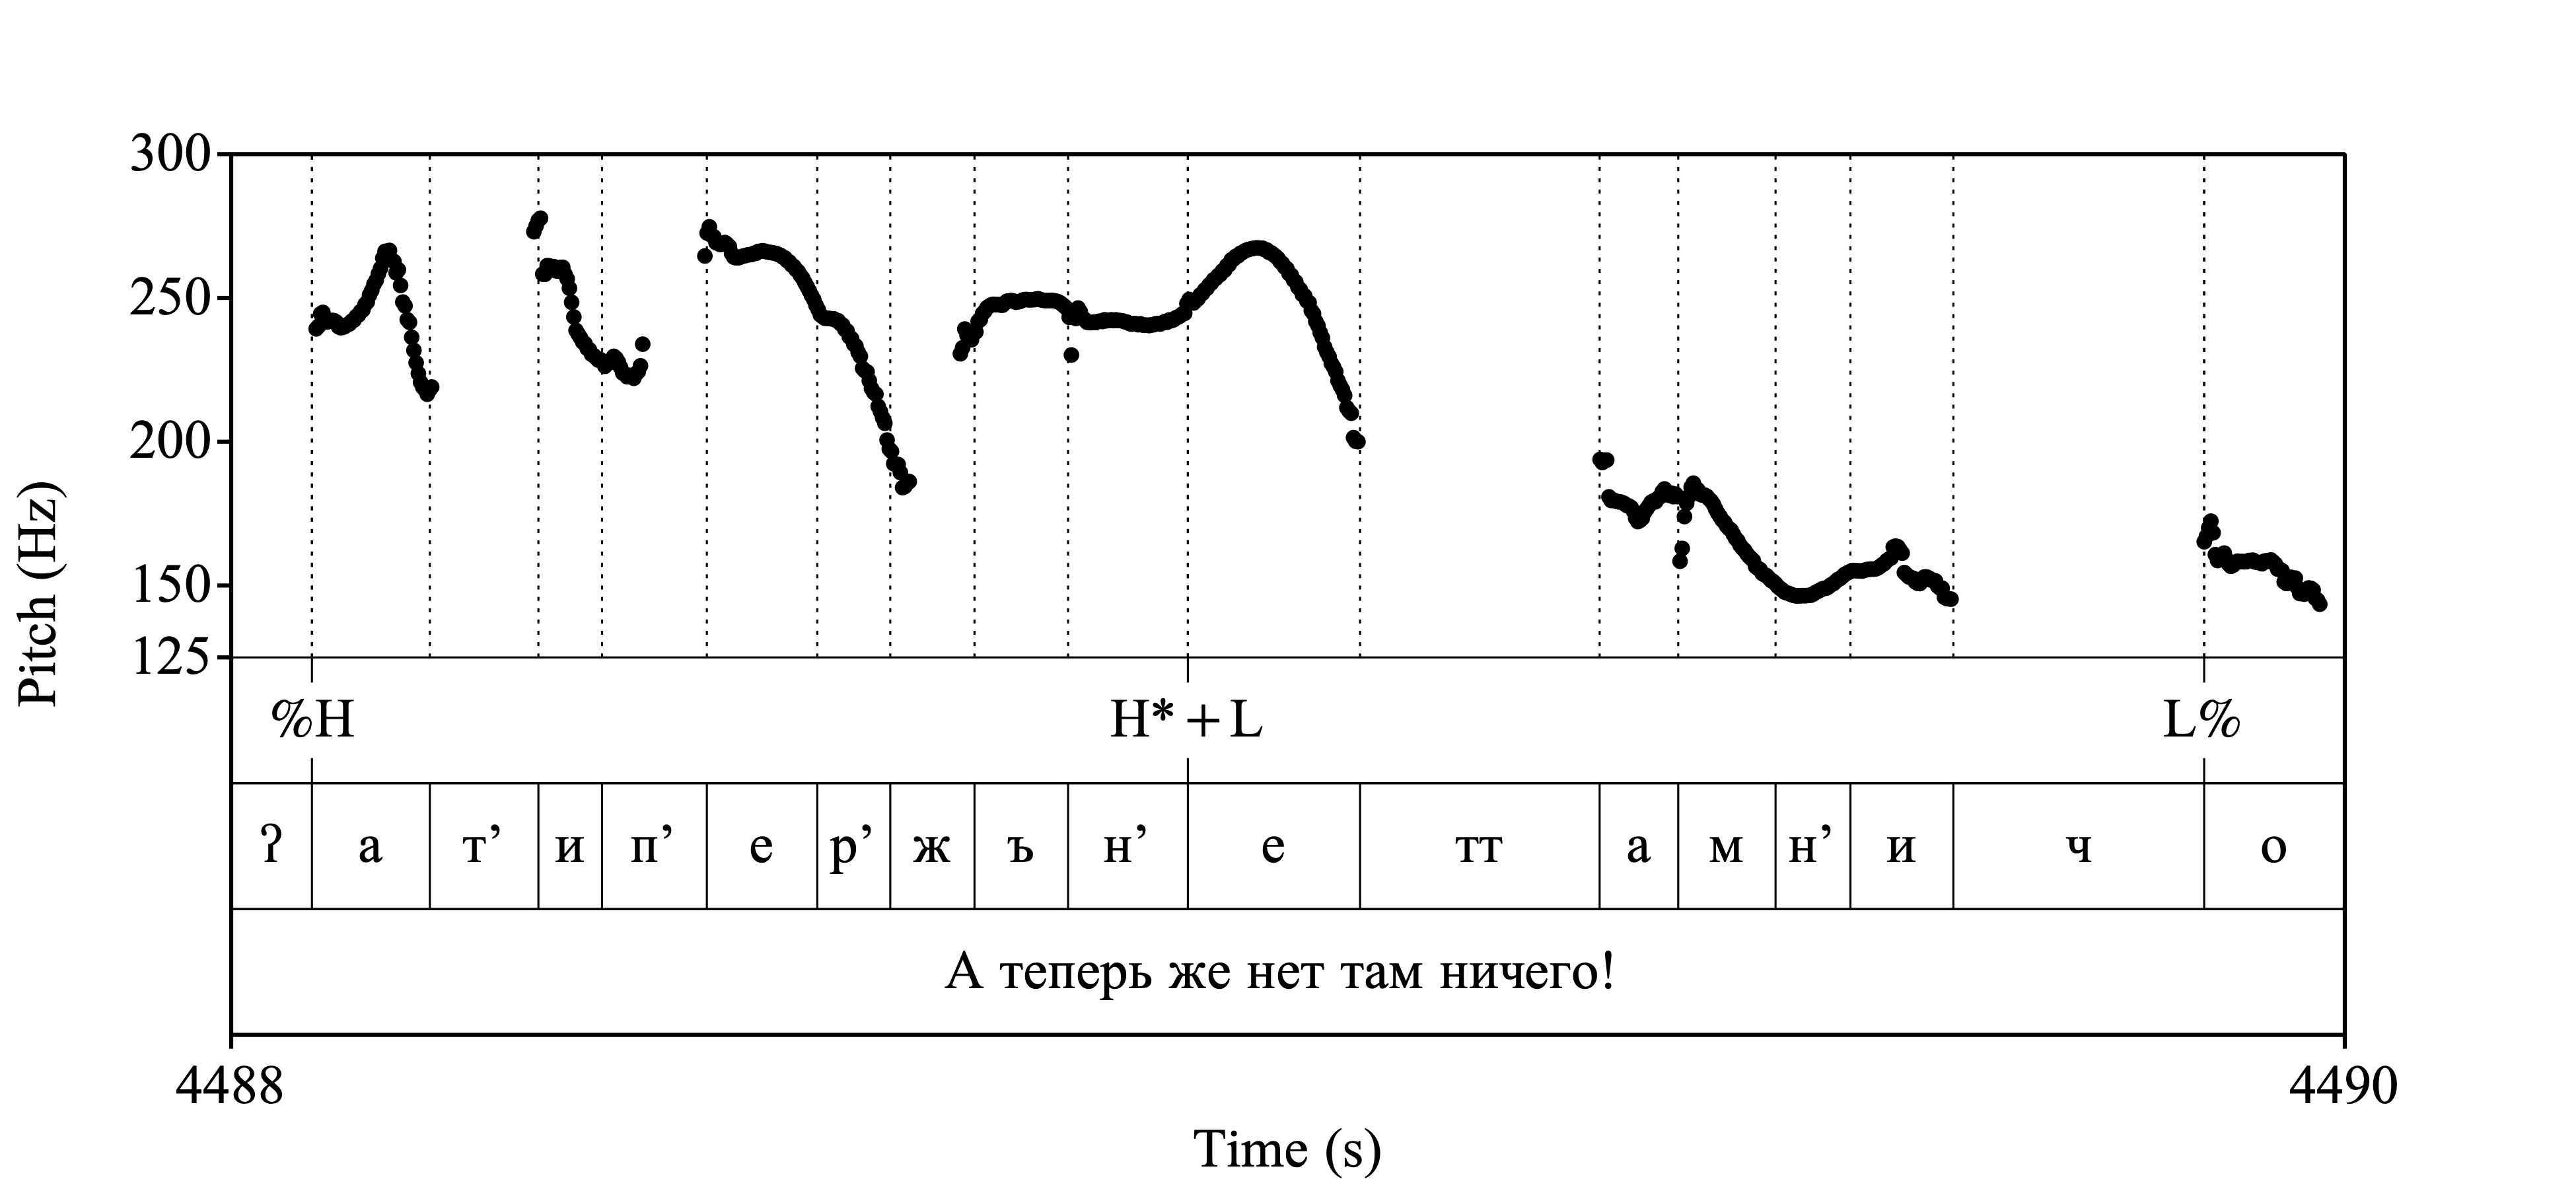 300
250
200
150
125
Pitch (Hz)
%H H*+L L%
ʔ а т’ и п’ е р’ ж ъ н’ е тт а м н’ и ч о
А теперь же нет там ничего!
4488 4490
Time (s)